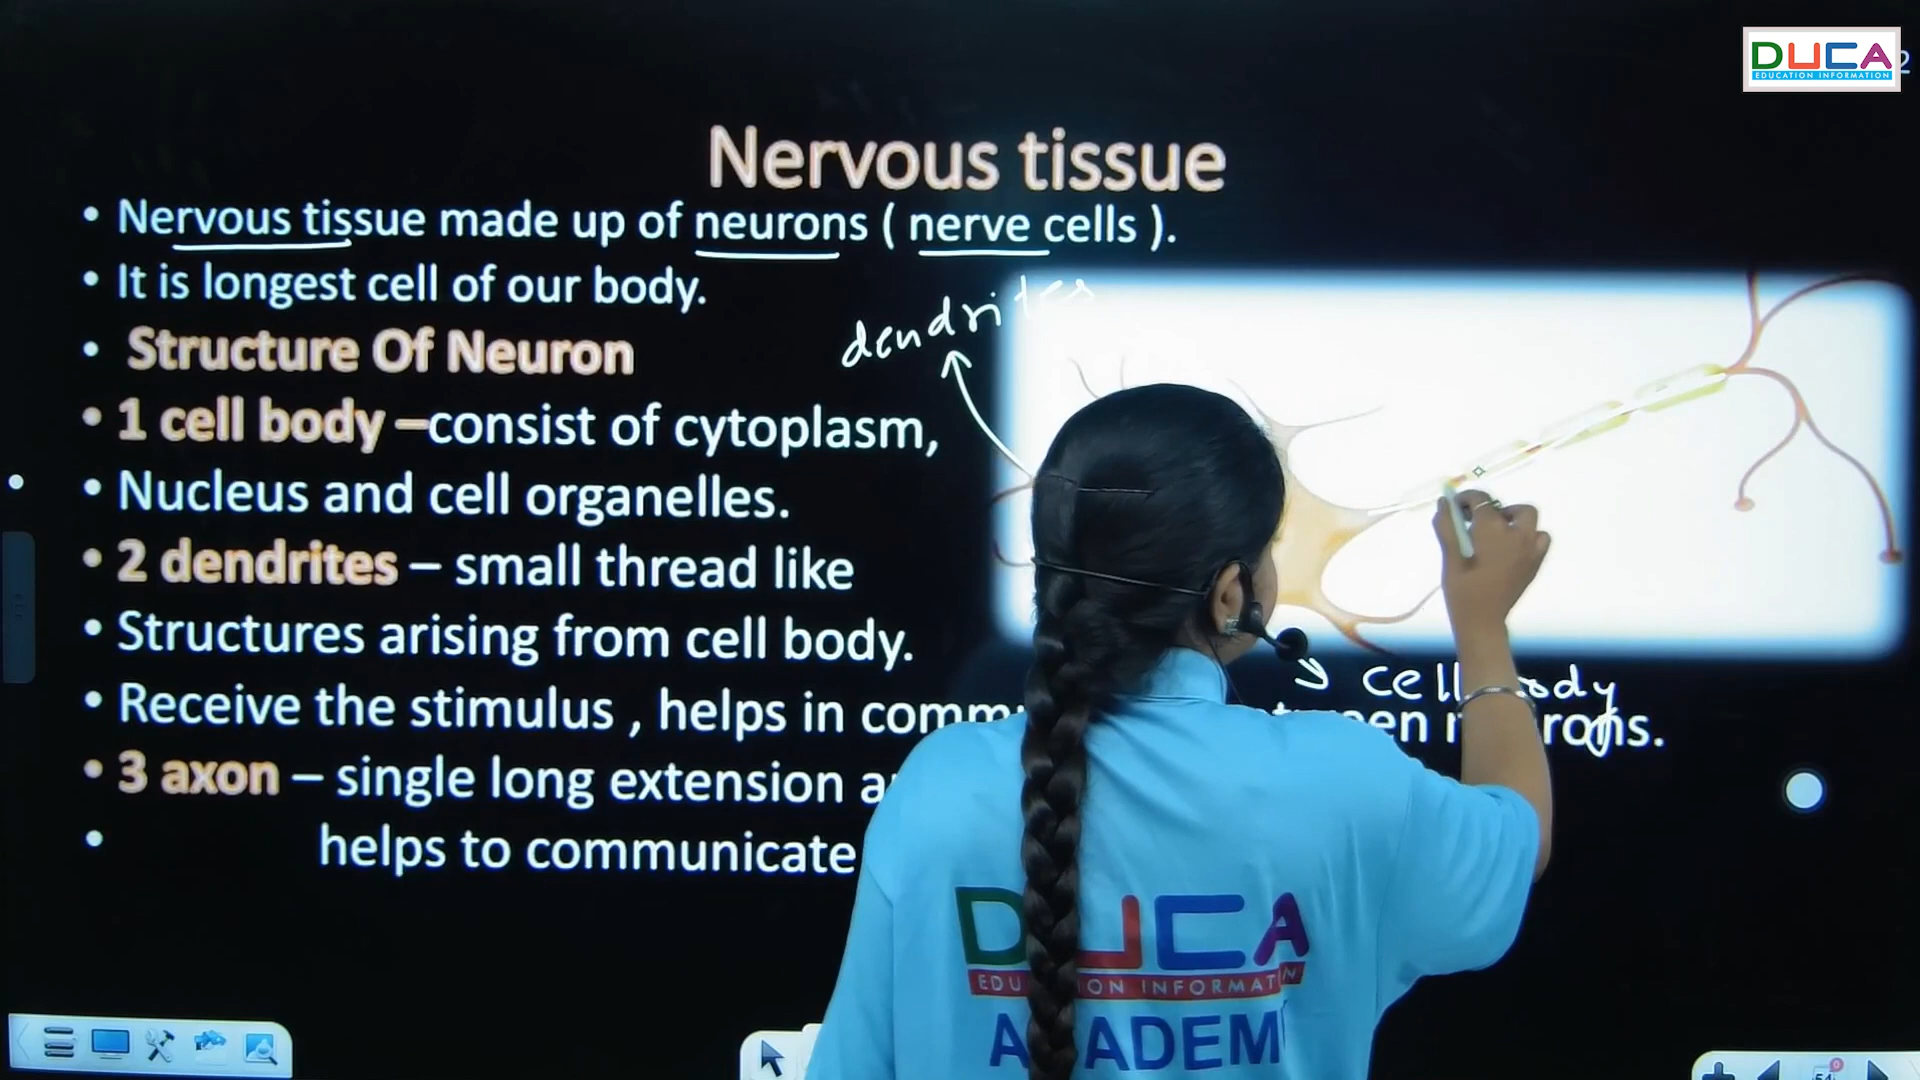 DUCA
EDUCATION INFORMATION
Nervous tissue
• Nervous tissue made up of neurons ( nerve cells ).
• It is longest cell of our body.
dendrites
• Structure Of Neuron
• 1 cell body –consist of cytoplasm,
• Nucleus and cell organelles.
• 2 dendrites – small thread like
• Structures arising from cell body.
cell body
• Receive the stimulus , helps in
• 3 axon – single long extension
• helps to communicate
DUCA
ACADEM
54